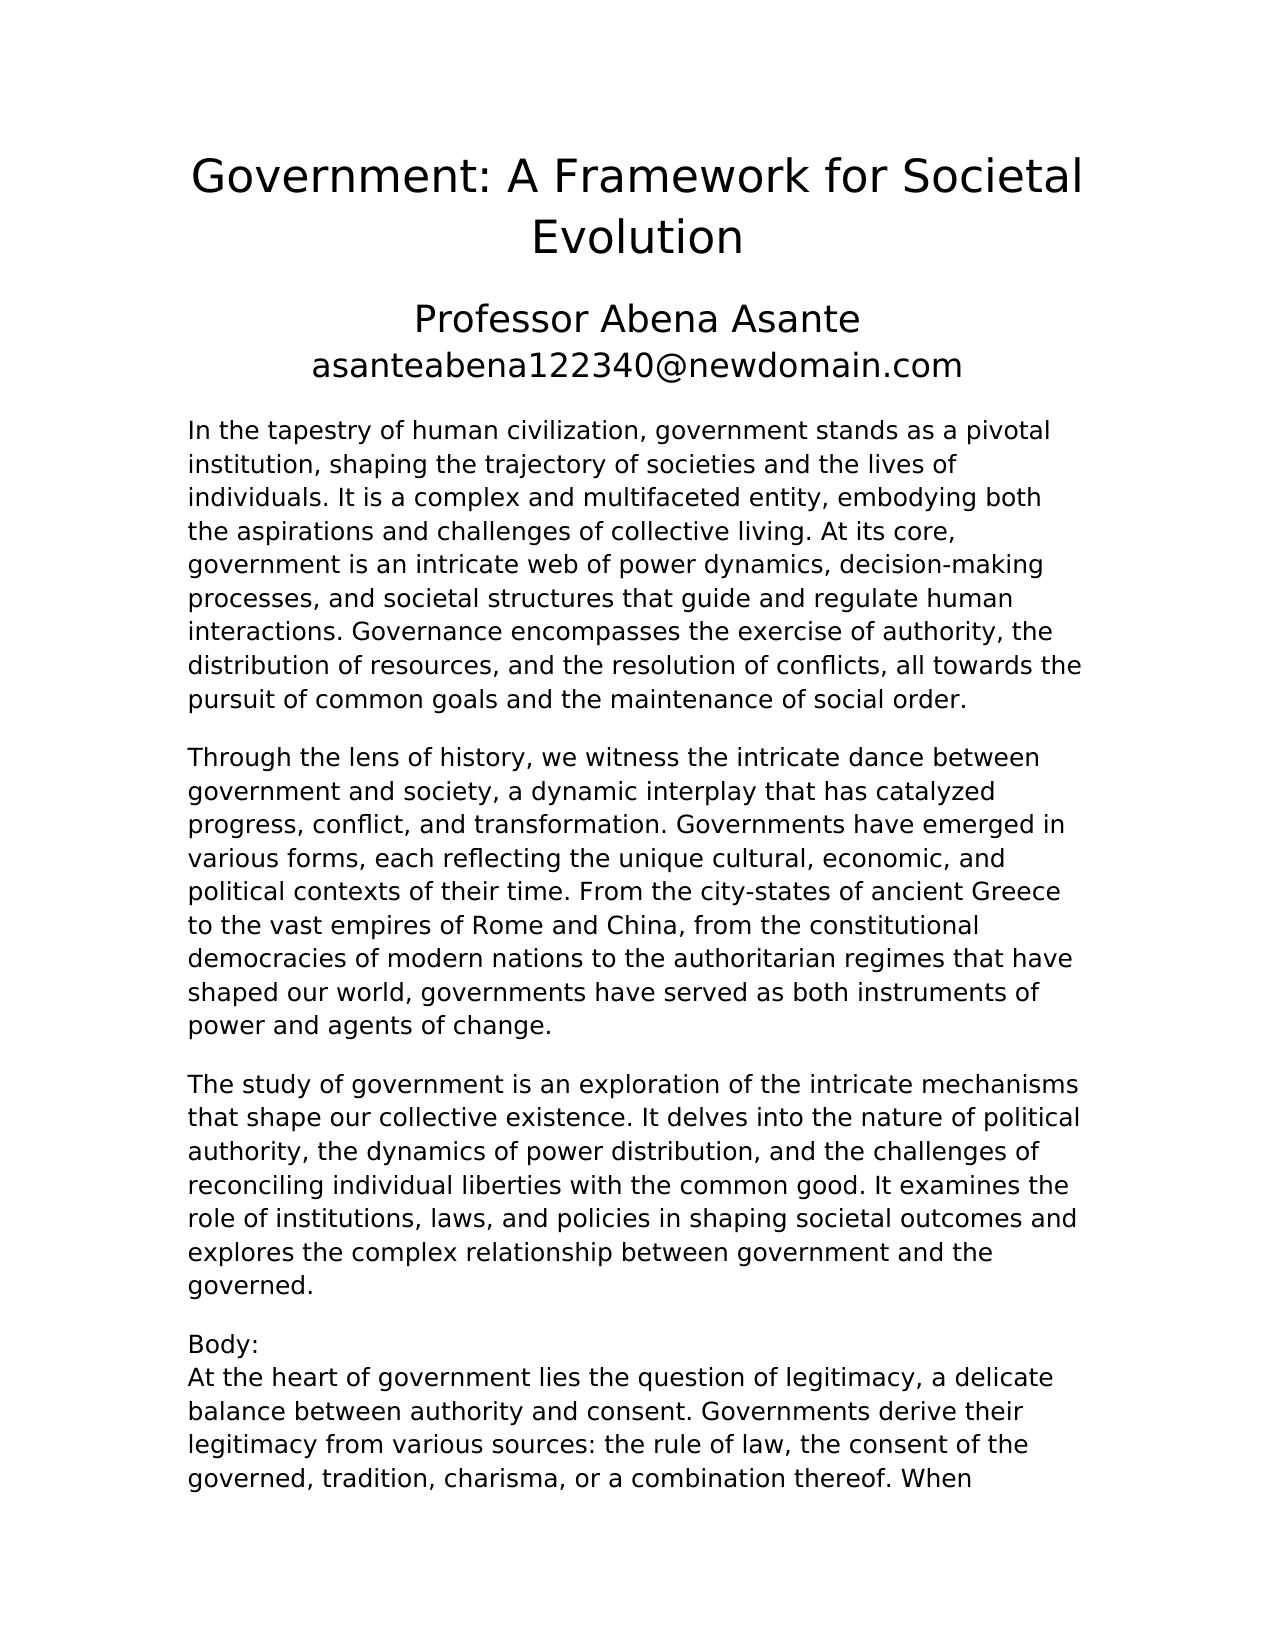 Government: A Framework for Societal
Evolution
Professor Abena Asante
asanteabena122340@newdomain.com
In the tapestry of human civilization, government stands as a pivotal
institution, shaping the trajectory of societies and the lives of
individuals. It is a complex and multifaceted entity, embodying both
the aspirations and challenges of collective living. At its core,
government is an intricate web of power dynamics, decision-making
processes, and societal structures that guide and regulate human
interactions. Governance encompasses the exercise of authority, the
distribution of resources, and the resolution of conflicts, all towards the
pursuit of common goals and the maintenance of social order.
Through the lens of history, we witness the intricate dance between
government and society, a dynamic interplay that has catalyzed
progress, conflict, and transformation. Governments have emerged in
various forms, each reflecting the unique cultural, economic, and
political contexts of their time. From the city-states of ancient Greece
to the vast empires of Rome and China, from the constitutional
democracies of modern nations to the authoritarian regimes that have
shaped our world, governments have served as both instruments of
power and agents of change.
The study of government is an exploration of the intricate mechanisms
that shape our collective existence. It delves into the nature of political
authority, the dynamics of power distribution, and the challenges of
reconciling individual liberties with the common good. It examines the
role of institutions, laws, and policies in shaping societal outcomes and
explores the complex relationship between government and the
governed.
Body:
At the heart of government lies the question of legitimacy, a delicate
balance between authority and consent. Governments derive their
legitimacy from various sources: the rule of law, the consent of the
governed, tradition, charisma, or a combination thereof. When